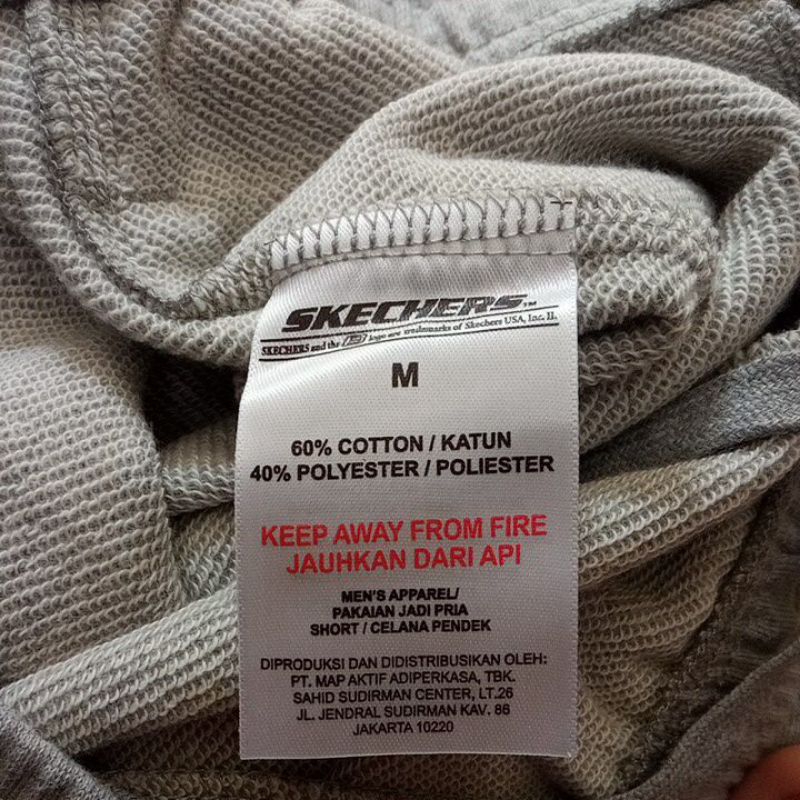 SKECHERS™
SKECHERS and the S logo are trademarks of Skechers USA, Inc. II.
M
60% COTTON / KATUN
40% POLYESTER / POLIESTER
KEEP AWAY FROM FIRE
JAUHKAN DARI API
MEN'S APPAREL/
PAKAIAN JADI PRIA
SHORT / CELANA PENDEK
DIPRODUKSI DAN DIDISTRIBUSIKAN OLEH:
PT. MAP AKTIF ADIPERKASA, TBK.
SAHID SUDIRMAN CENTER, LT.26
JL. JENDRAL SUDIRMAN KAV. 86
JAKARTA 10220